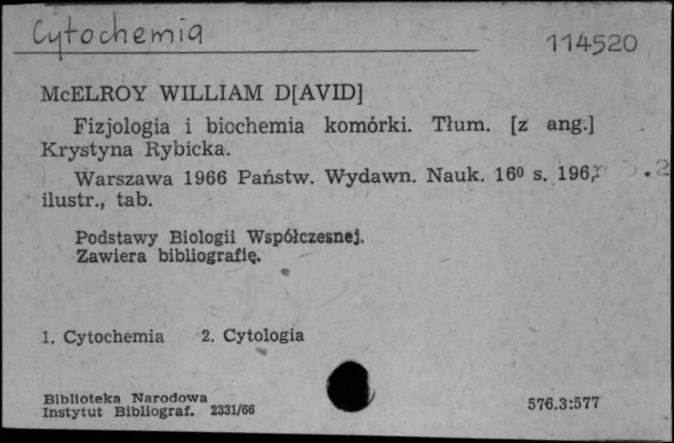 Cytochemia
114520
McELROY WILLIAM D[AVID]
Fizjologia i biochemia komórki. Tłum. [z ang.]
Krystyna Rybicka.
Warszawa 1966 Państw. Wydawn. Nauk. 16⁰ s. 196,
ilustr., tab.
Podstawy Biologii Współczesnej.
Zawiera bibliografię.
1. Cytochemia 2. Cytologia
Biblioteka Narodowa
Instytut Bibliograf. 2331/66
576.3:577